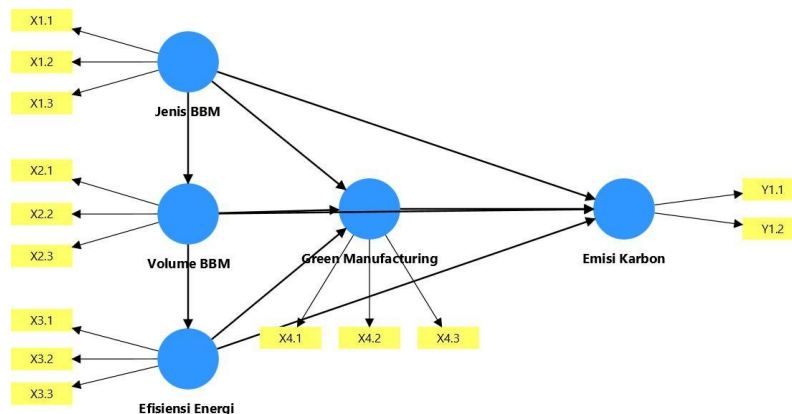 X1.1
X1.2
X1.3
Jenis BBM
X2.1
X2.2
X2.3
Volume BBM
Green Manufacturing
Emisi Karbon
Y1.1
Y1.2
X3.1
X3.2
X3.3
Efisiensi Energi
X4.1
X4.2
X4.3